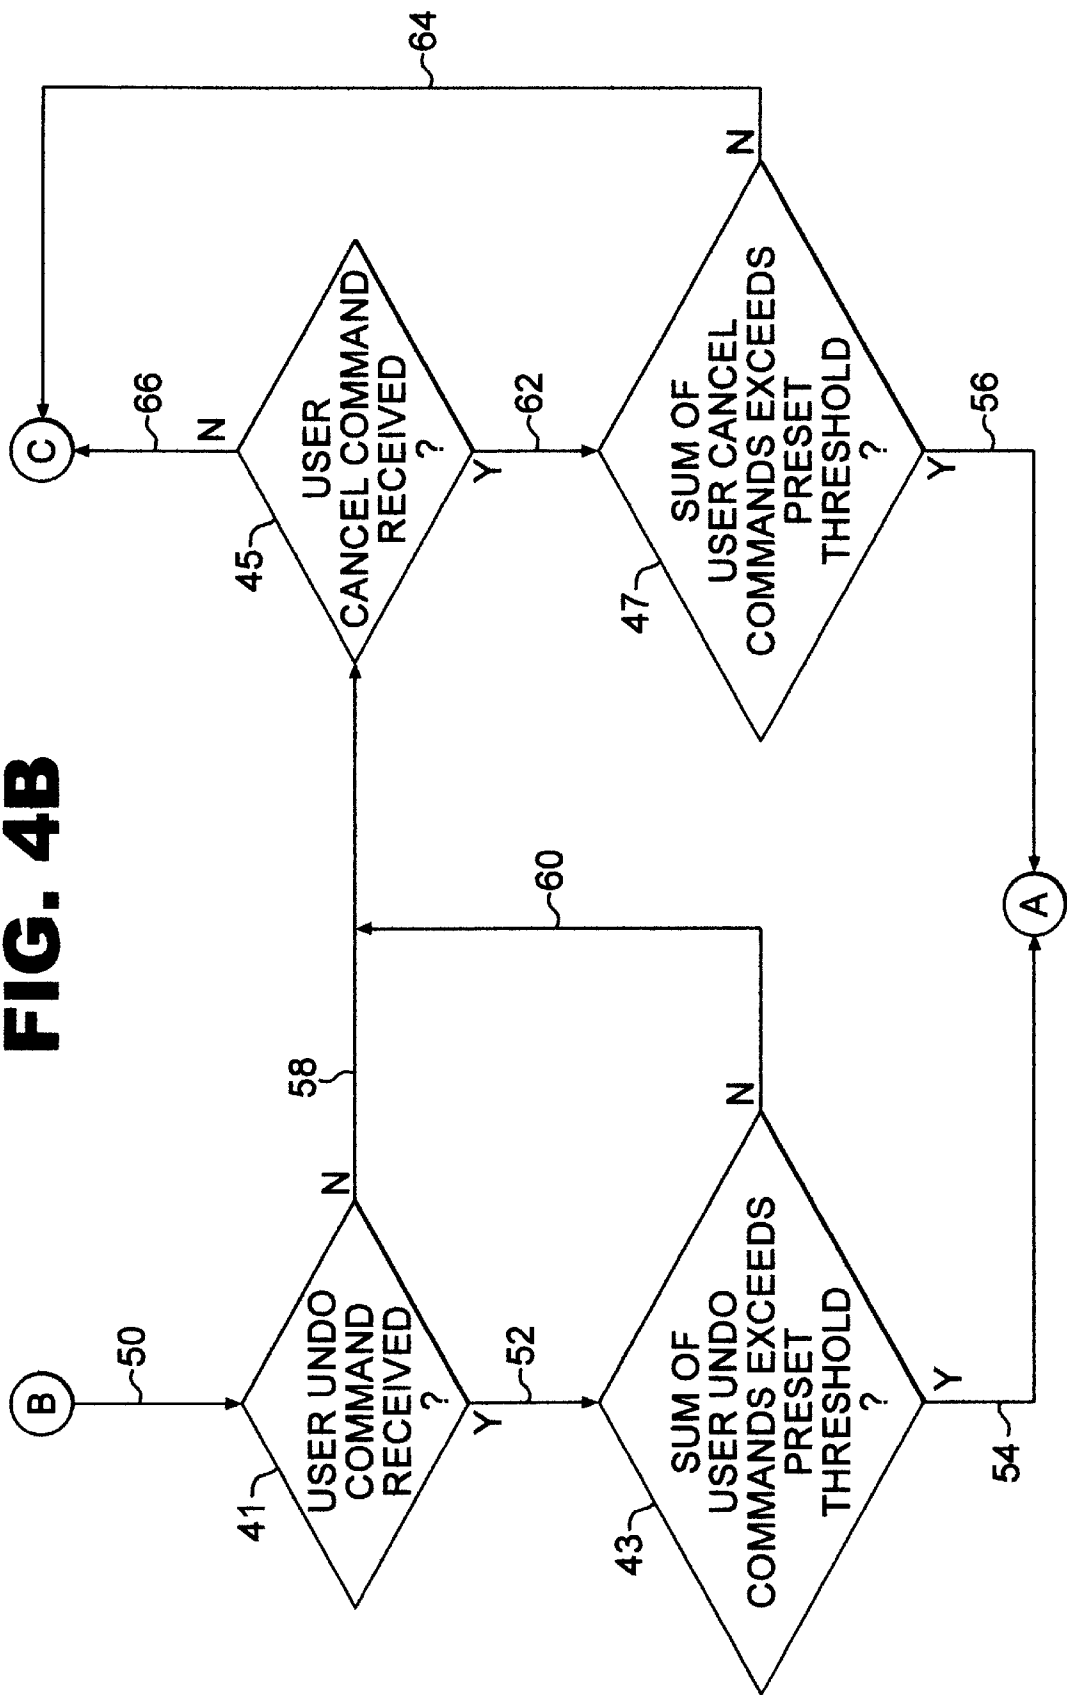 FIG. 4B
B
50
41
USER UNDO
COMMAND
RECEIVED
?
N
58
Y
52
43
SUM OF
USER UNDO
COMMANDS EXCEEDS
PRESET
THRESHOLD
?
N
60
Y
54
A
C
66
64
N
45
USER
CANCEL COMMAND
RECEIVED
?
Y
62
47
SUM OF
USER CANCEL
COMMANDS EXCEEDS
PRESET
THRESHOLD
?
N
Y
56